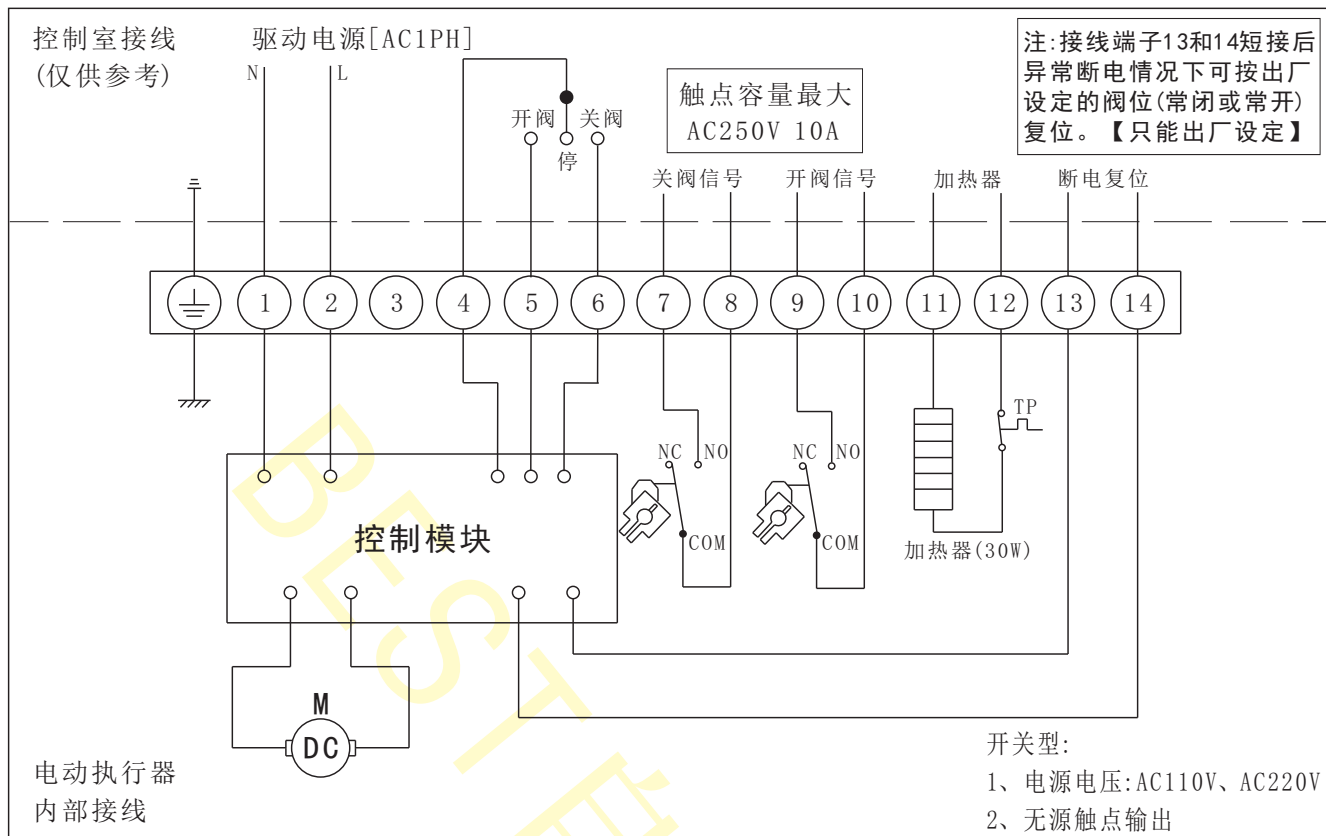 控制室接线
(仅供参考)
驱动电源[AC1PH]
N
L
开阀
关阀
停
触点容量最大
AC250V 10A
注:接线端子13和14短接后
异常断电情况下可按出厂
设定的阀位(常闭或常开)
复位。【只能出厂设定】
关阀信号
开阀信号
加热器
断电复位
1
2
3
4
5
6
7
8
9
10
11
12
13
14
NC
NO
COM
NC
NO
COM
TP
加热器(30W)
控制模块
M
DC
电动执行器
内部接线
开关型:
1、电源电压:AC110V、AC220V
2、无源触点输出